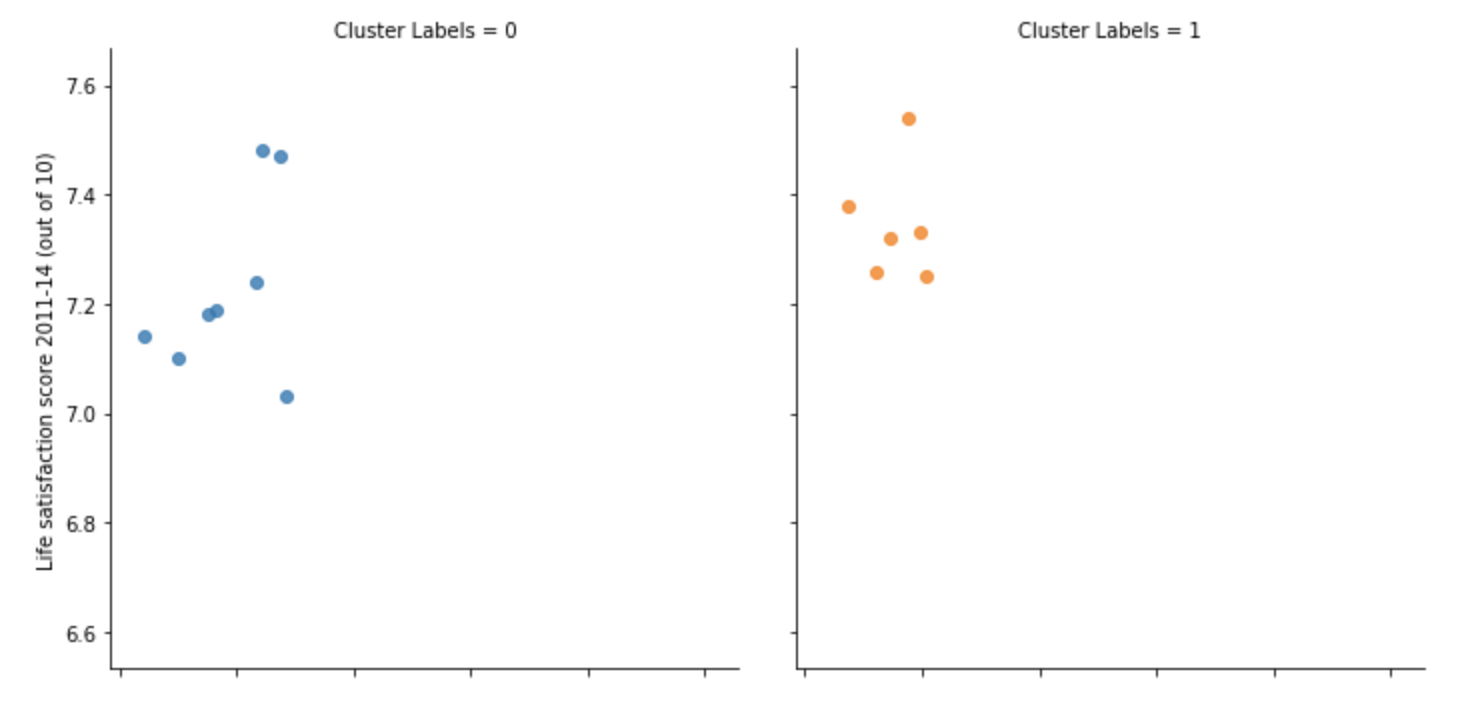 Cluster Labels = 0
Cluster Labels = 1
7.6
7.4
7.2
7.0
6.8
6.6
Life satisfaction score 2011-14 (out of 10)